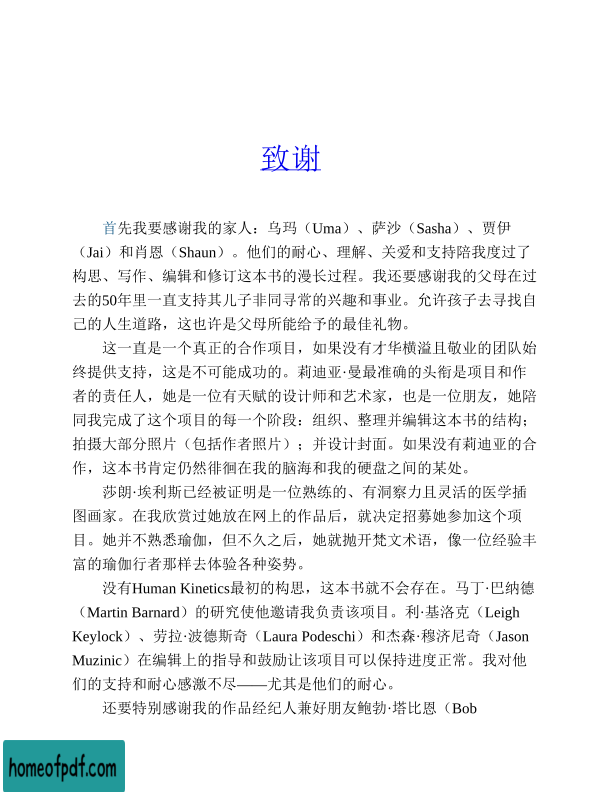 致谢
首先我要感谢我的家人：乌玛（Uma）、萨沙（Sasha）、贾伊
（Jai）和肖恩（Shaun）。他们的耐心、理解、关爱和支持陪我度过了
构思、写作、编辑和修订这本书的漫长过程。我还要感谢我的父母在过
去的50年里一直支持其儿子非同寻常的兴趣和事业。允许孩子去寻找自
己的人生道路，这也许是父母所能给予的最佳礼物。
这一直是一个真正的合作项目，如果没有才华横溢且敬业的团队始
终提供支持，这是不可能成功的。莉迪亚·曼最准确的头衔是项目和作
者的责任人，她是一位有天赋的设计师和艺术家，也是一位朋友，她陪
同我完成了这个项目的每一个阶段：组织、整理并编辑这本书的结构；
拍摄大部分照片（包括作者照片）；并设计封面。如果没有莉迪亚的合
作，这本书肯定仍然徘徊在我的脑海和我的硬盘之间的某处。
莎朗·埃利斯已经被证明是一位熟练的、有洞察力且灵活的医学插
图画家。在我欣赏过她放在网上的作品后，就决定招募她参加这个项
目。她并不熟悉瑜伽，但不久之后，她就抛开梵文术语，像一位经验丰
富的瑜伽行者那样去体验各种姿势。
没有Human Kinetics最初的构思，这本书就不会存在。马丁·巴纳德
（Martin Barnard）的研究使他邀请我负责该项目。利·基洛克（Leigh
Keylock）、劳拉·波德斯奇（Laura Podeschi）和杰森·穆济尼奇（Jason
Muzinic）在编辑上的指导和鼓励让该项目可以保持进度正常。我对他
们的支持和耐心感激不尽——尤其是他们的耐心。
还要特别感谢我的作品经纪人兼好朋友鲍勃·塔比恩（Bob
homeofpdf.com